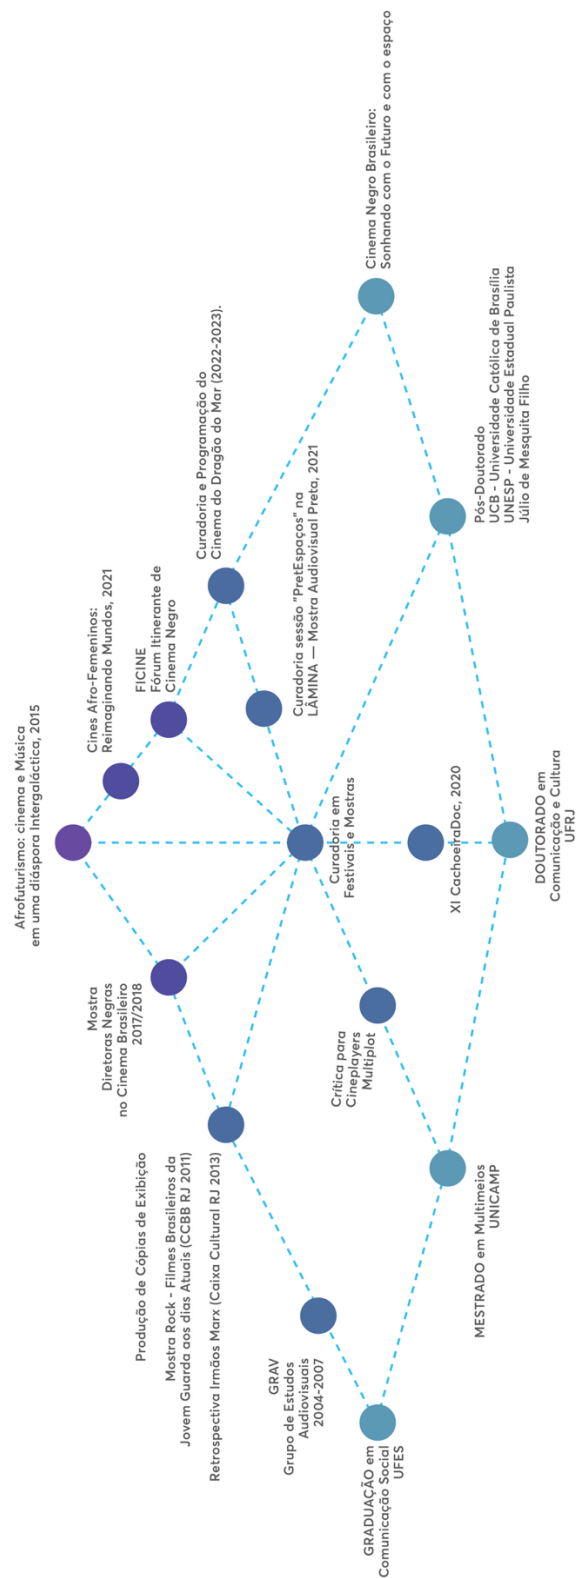 Afrofuturismo: cinema e Música
em uma diáspora Intergaláctica, 2015
Cines Afro-Femeninos:
Reimaginando Mundos, 2021
FICINE
Fórum Itinerante de
Cinema Negro
Mostra
Diretoras Negras
no Cinema Brasileiro
2017/2018
Curadoria e Programação do
Cinema do Dragão do Mar (2022-2023).
Curadoria sessão "PretEspaços" na
LÂMINA — Mostra Audiovisual Preta, 2021
Produção de Cópias de Exibição
Mostra Rock - Filmes Brasileiros da
Jovem Guarda aos dias Atuais (CCBB RJ 2011)
Retrospectiva Irmãos Marx (Caixa Cultural RJ 2013)
Curadoria em
Festivais e Mostras
GRAV
Grupo de Estudos
Audiovisuais
2004-2007
Crítica para
Cineplayers
Multiplot
XI CachoeiraDoc, 2020
Cinema Negro Brasileiro:
Sonhando com o Futuro e com o espaço
GRADUAÇÃO em
Comunicação Social
UFES
MESTRADO em Multimeios
UNICAMP
DOUTORADO em
Comunicação e Cultura
UFRJ
Pós-Doutorado
UCB - Universidade Católica de Brasília
UNESP - Universidade Estadual Paulista
Júlio de Mesquita Filho